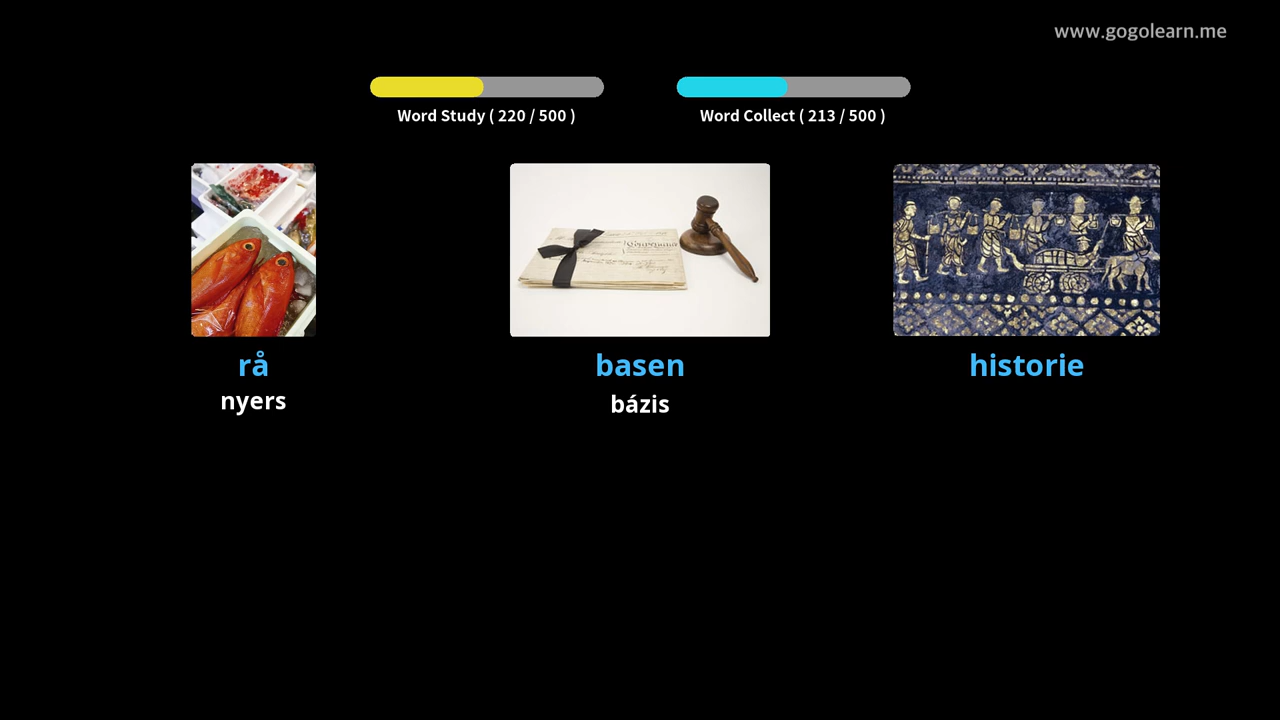 www.gogolearn.me
Word Study ( 220 / 500 )
Word Collect ( 213 / 500 )
rå
basen
historie
nyers
bázis